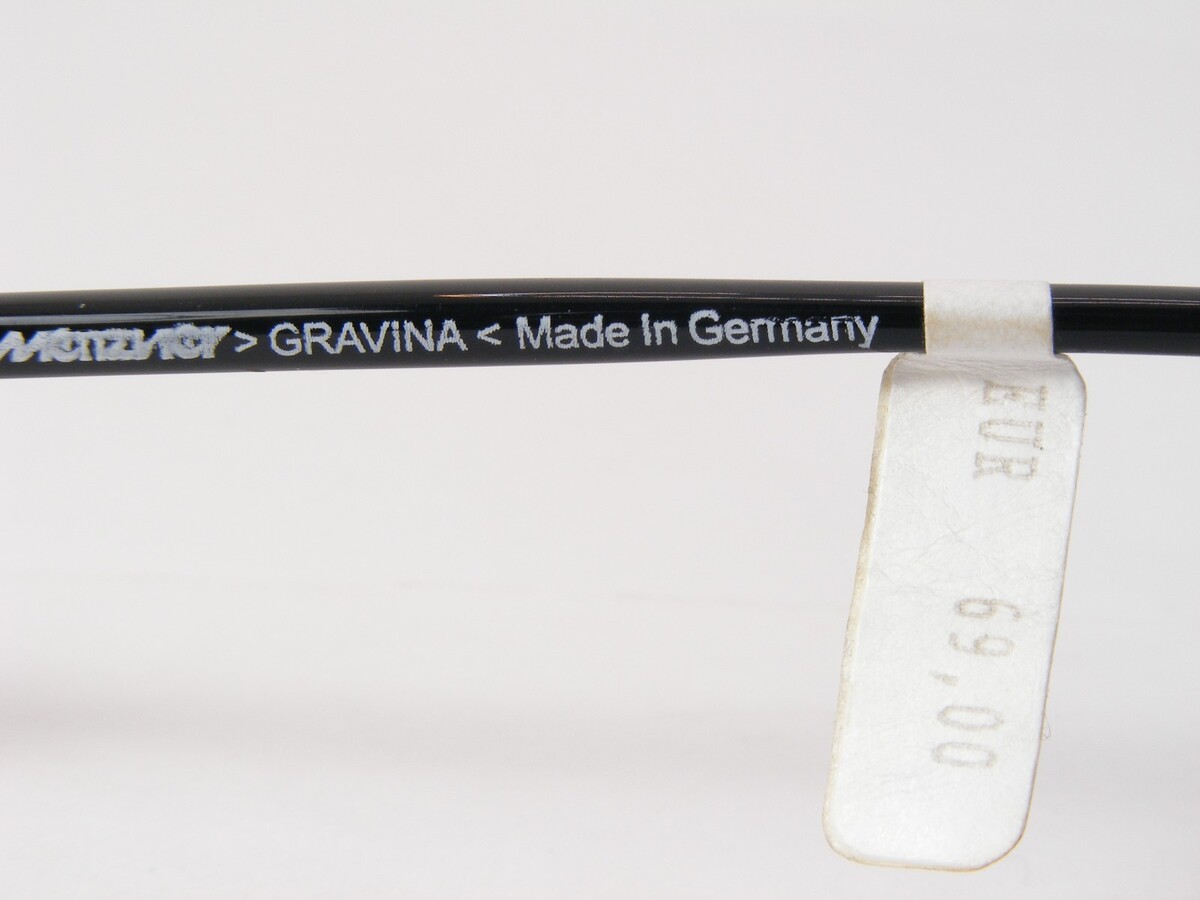 > GRAVINA < Made In Germany
EUR 69,00